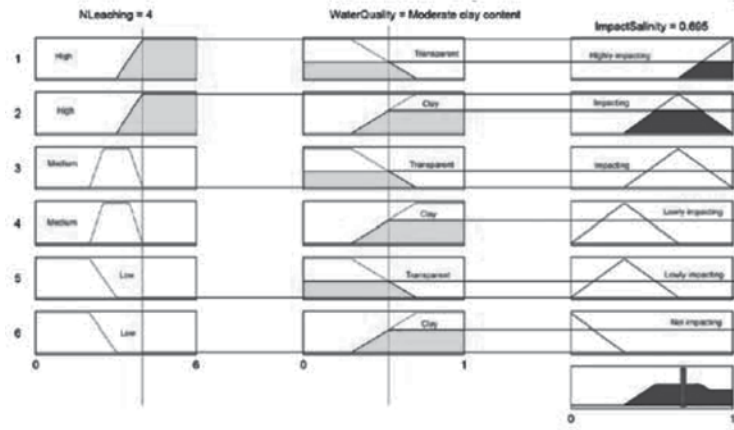 NLeaching = 4
WaterQuality = Moderate clay content
ImpactSalinity = 0.695
1 High Transparent Highly impacting
2 High Clay Impacting
3 Medium Transparent Impacting
4 Medium Clay Lowly impacting
5 Low Transparent Lowly impacting
6 Low Clay Not impacting
0 6 0 1
0 1